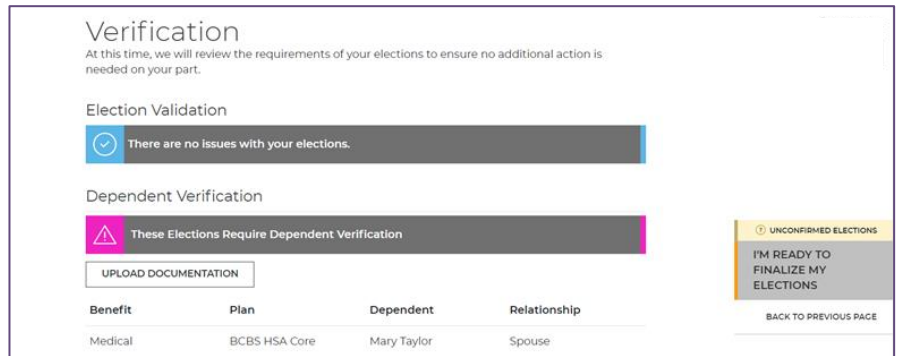 Verification
At this time, we will review the requirements of your elections to ensure no additional action is
needed on your part.
Election Validation
There are no issues with your elections.
Dependent Verification
These Elections Require Dependent Verification
UPLOAD DOCUMENTATION
Benefit Plan Dependent Relationship
Medical BCBS HSA Core Mary Taylor Spouse
UNCONFIRMED ELECTIONS
I'M READY TO
FINALIZE MY
ELECTIONS
BACK TO PREVIOUS PAGE